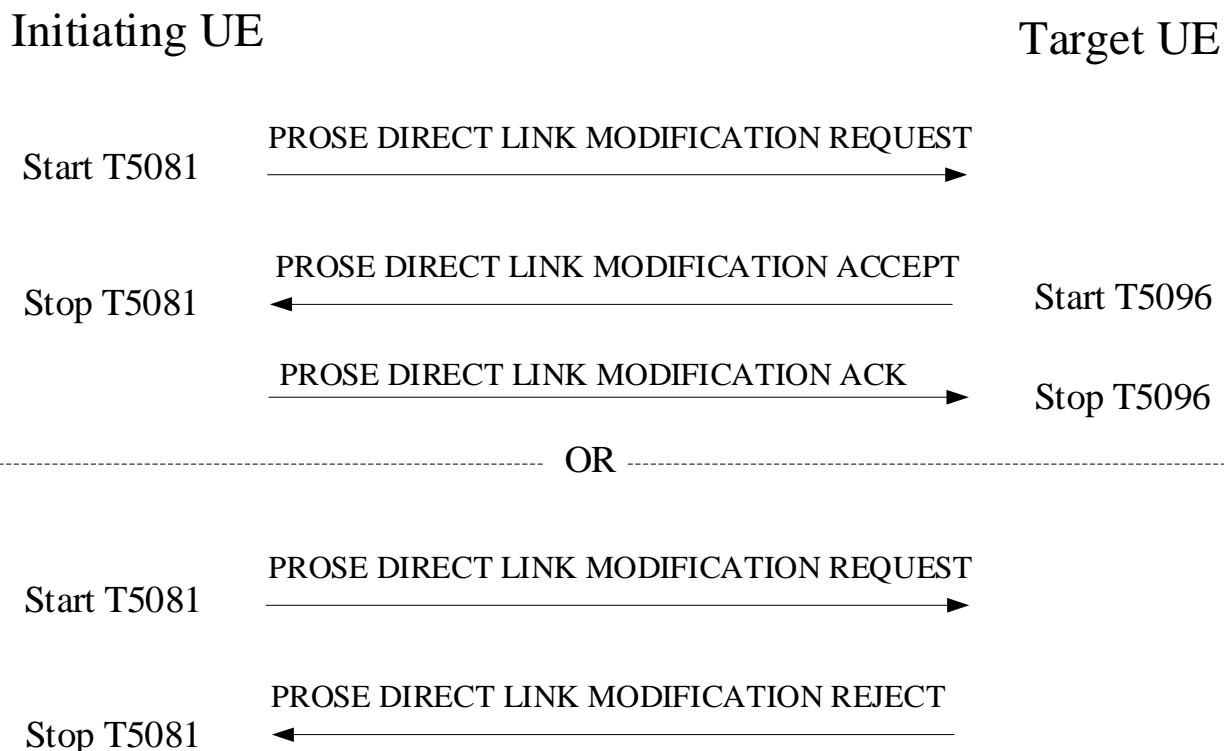 Initiating UE
Target UE
PROSE DIRECT LINK MODIFICATION REQUEST
Start T5081
PROSE DIRECT LINK MODIFICATION ACCEPT
Stop T5081
Start T5096
PROSE DIRECT LINK MODIFICATION ACK
Stop T5096
OR
PROSE DIRECT LINK MODIFICATION REQUEST
Start T5081
PROSE DIRECT LINK MODIFICATION REJECT
Stop T5081